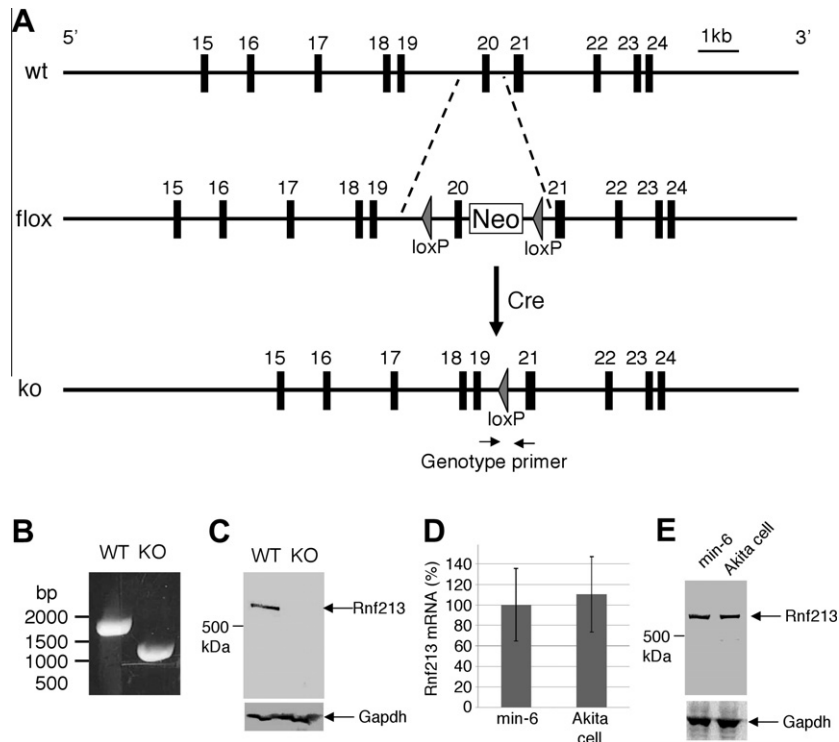 A
5’ 3’
1kb
15 16 17 18 19 20 21 22 23 24
wt
15 16 17 18 19 20 21 22 23 24
flox
Neo
loxP loxP
Cre
15 16 17 18 19 21 22 23 24
ko
loxP
Genotype primer
B
WT KO
bp
2000
1500
1000
500
C
WT KO
Rnf213
500
kDa
Gapdh
D
Rnf213 mRNA (%)
140
120
100
80
60
40
20
0
min-6 Akita cell
E
min-6 Akita cell
Rnf213
500
kDa
Gapdh